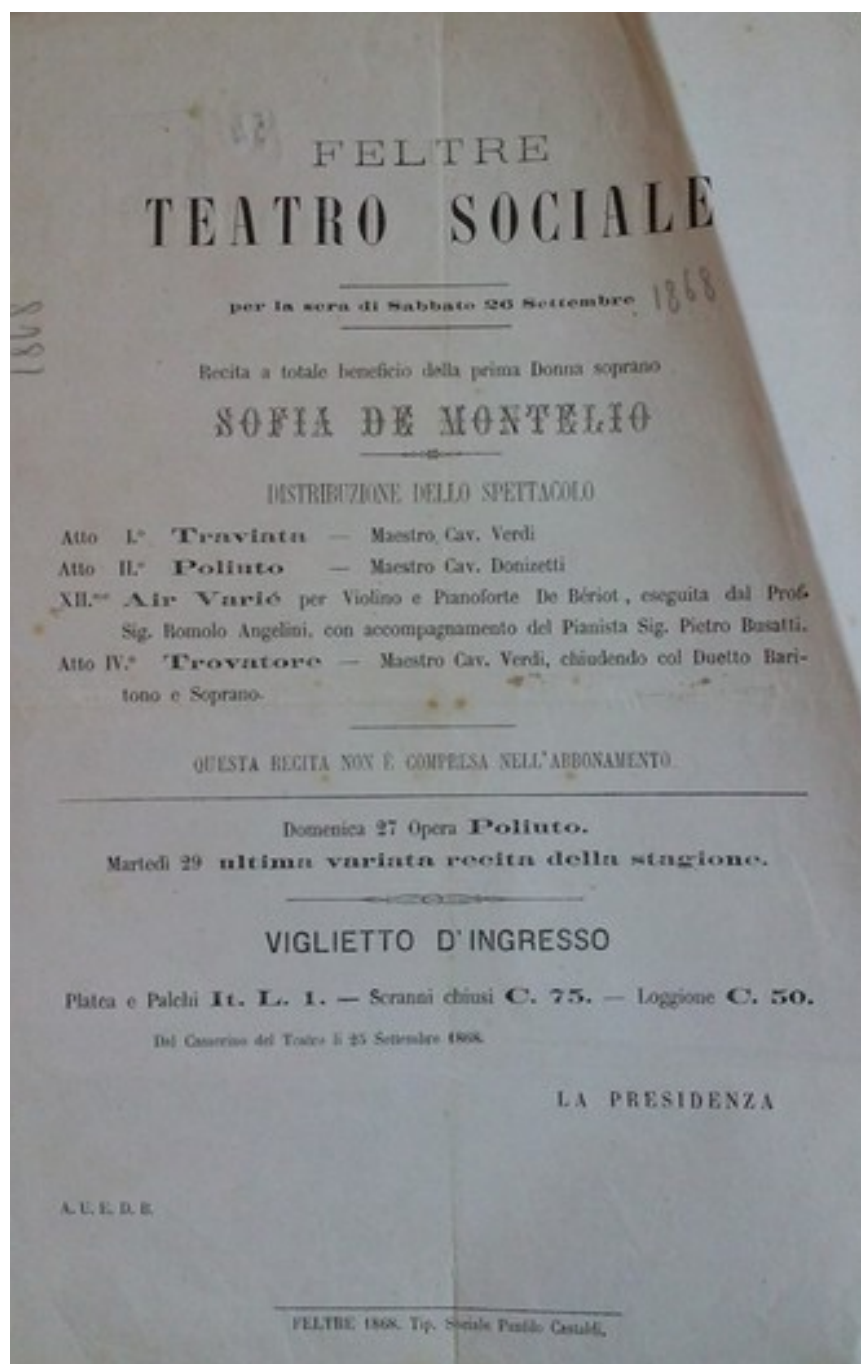 FELTRE
TEATRO SOCIALE
per la sera di Sabbato 26 Settembre 1868
1868
Recita a totale beneficio della prima Donna soprano
SOFIA DE MONTELIO
DISTRIBUZIONE DELLO SPETTACOLO
Atto I.º Traviata — Maestro Cav. Verdi
Atto II.º Poliuto — Maestro Cav. Donizetti
XII.mo Air Varié per Violino e Pianoforte De Bériot, eseguita dal Prof.
Sig. Romolo Angelini, con accompagnamento del Pianista Sig. Pietro Busatti.
Atto IV.º Trovatore — Maestro Cav. Verdi, chiudendo col Duetto Bari-
tono e Soprano.
QUESTA RECITA NON È COMPRESA NELL'ABBONAMENTO
Domenica 27 Opera Poliuto.
Martedì 29 ultima variata recita della stagione.
VIGLIETTO D'INGRESSO
Platea e Palchi It. L. 1. — Scranni chiusi C. 75. — Loggione C. 50.
Dal Camerino del Teatro li 25 Settembre 1868.
LA PRESIDENZA
A. U. E. D. B.
FELTRE 1868. Tip. Sociale Panfilo Castaldi.